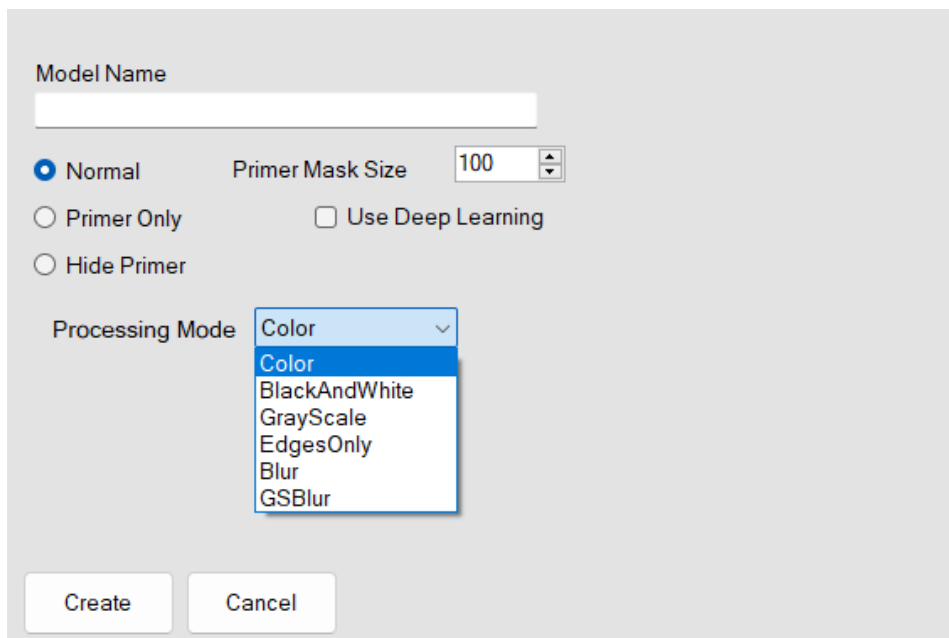 Model Name
Normal Primer Mask Size 100
Primer Only Use Deep Learning
Hide Primer
Processing Mode Color
Color
BlackAndWhite
GrayScale
EdgesOnly
Blur
GSBlur
Create Cancel